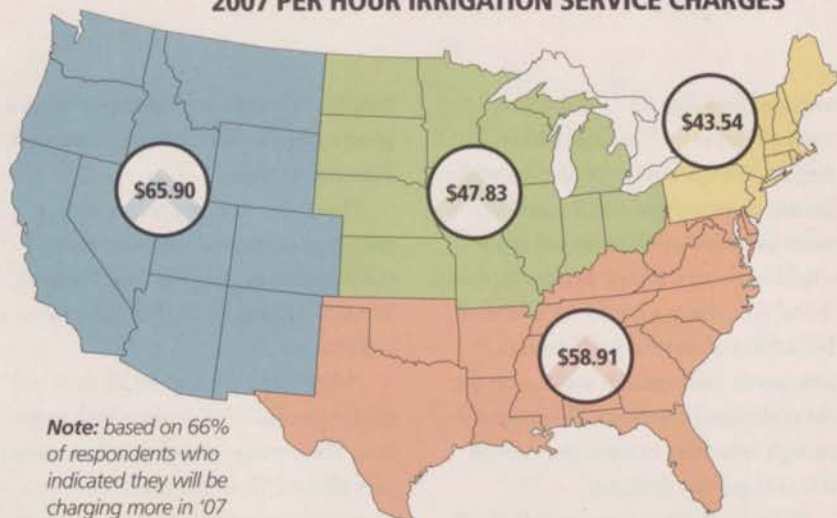 2007 PER HOUR IRRIGATION SERVICE CHARGES
$43.54
$65.90
$47.83
$58.91
Note: based on 66%
of respondents who
indicated they will be
charging more in '07